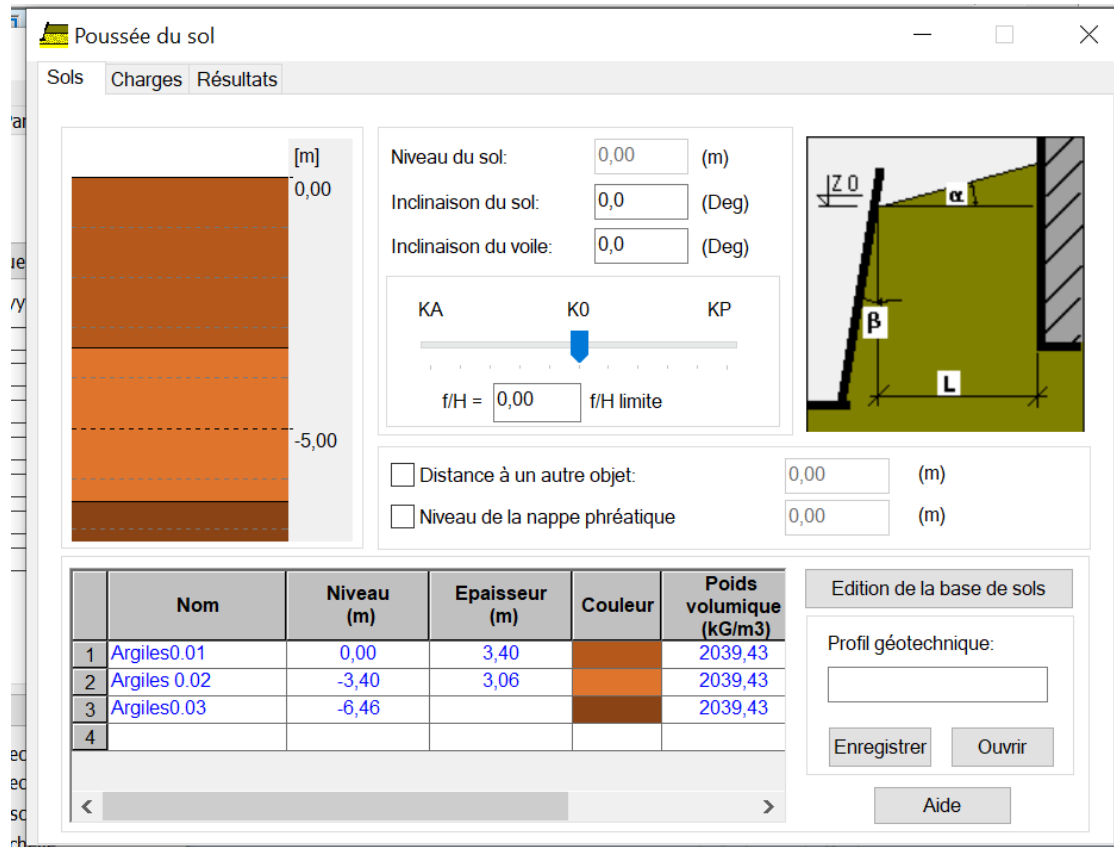 Poussée du sol
Sols Charges Résultats
[m]
0,00
-5,00
Niveau du sol: 0,00 (m)
Inclinaison du sol: 0,0 (Deg)
Inclinaison du voile: 0,0 (Deg)
KA K0 KP
f/H = 0,00 f/H limite
Z 0
α
β
L
Distance à un autre objet: 0,00 (m)
Niveau de la nappe phréatique 0,00 (m)
Nom Niveau (m) Epaisseur (m) Couleur Poids volumique (kG/m3)
1 Argiles0.01 0,00 3,40 2039,43
2 Argiles 0.02 -3,40 3,06 2039,43
3 Argiles0.03 -6,46 2039,43
4
Edition de la base de sols
Profil géotechnique:
Enregistrer Ouvrir
Aide